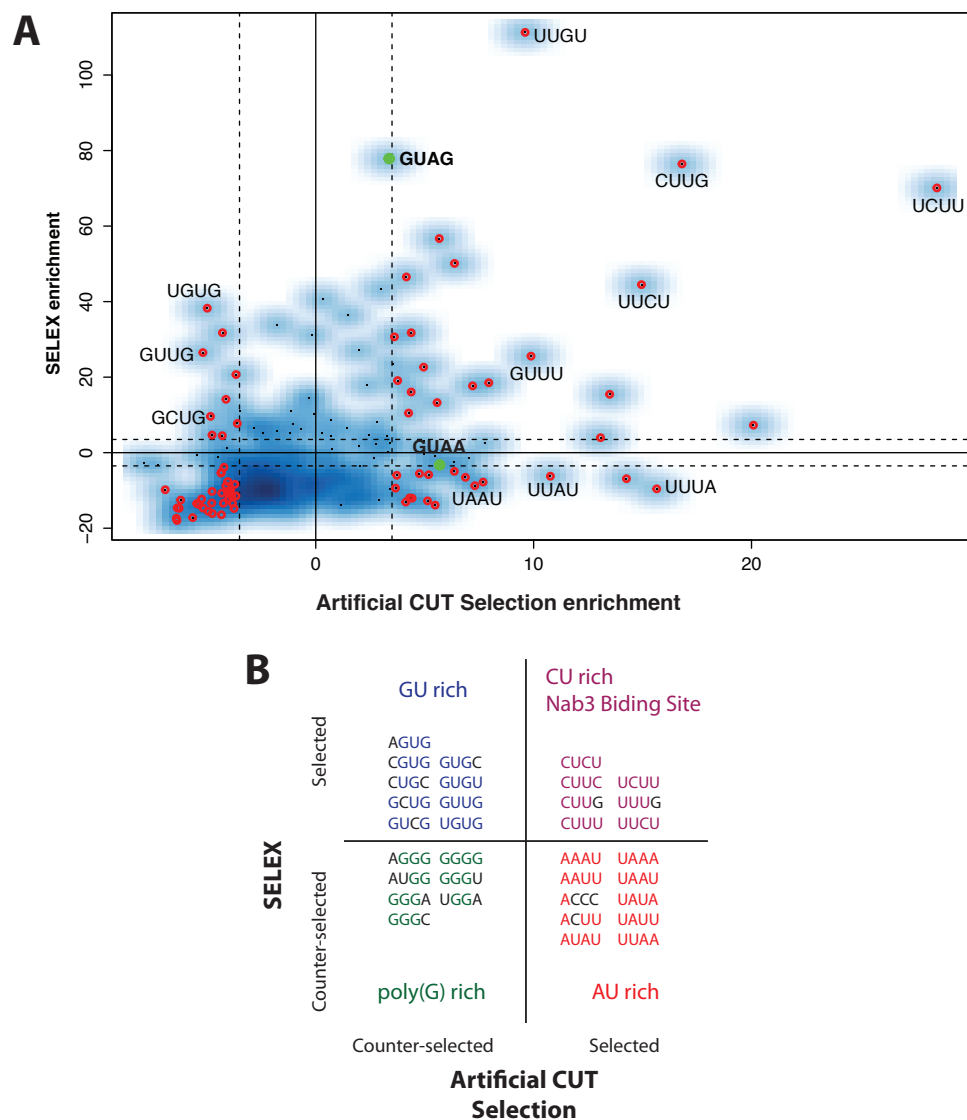 A
UUGU
GUAG
CUUG
UCUU
UGUG
UUCU
GUUG
GUUU
GCUG
GUAA
UAAU
UUAU
UUUA
100
80
60
40
20
0
−20
SELEX enrichment
0
10
20
Artificial CUT Selection enrichment
B
GU rich
CU rich
Nab3 Biding Site
Selected
AGUG
CGUG GUGC
CUGC GUGU
GCUG GUUG
GUCG UGUG
CUCU
CUUC UCUU
CUUG UUUG
CUUU UUCU
SELEX
Counter-selected
AGGG GGGG
AUGG GGGU
GGGA UGGA
GGGC
poly(G) rich
AAAU UAAA
AAUU UAAU
ACCC UAUA
ACUU UAUU
AUAU UUAA
AU rich
Counter-selected
Selected
Artificial CUT
Selection